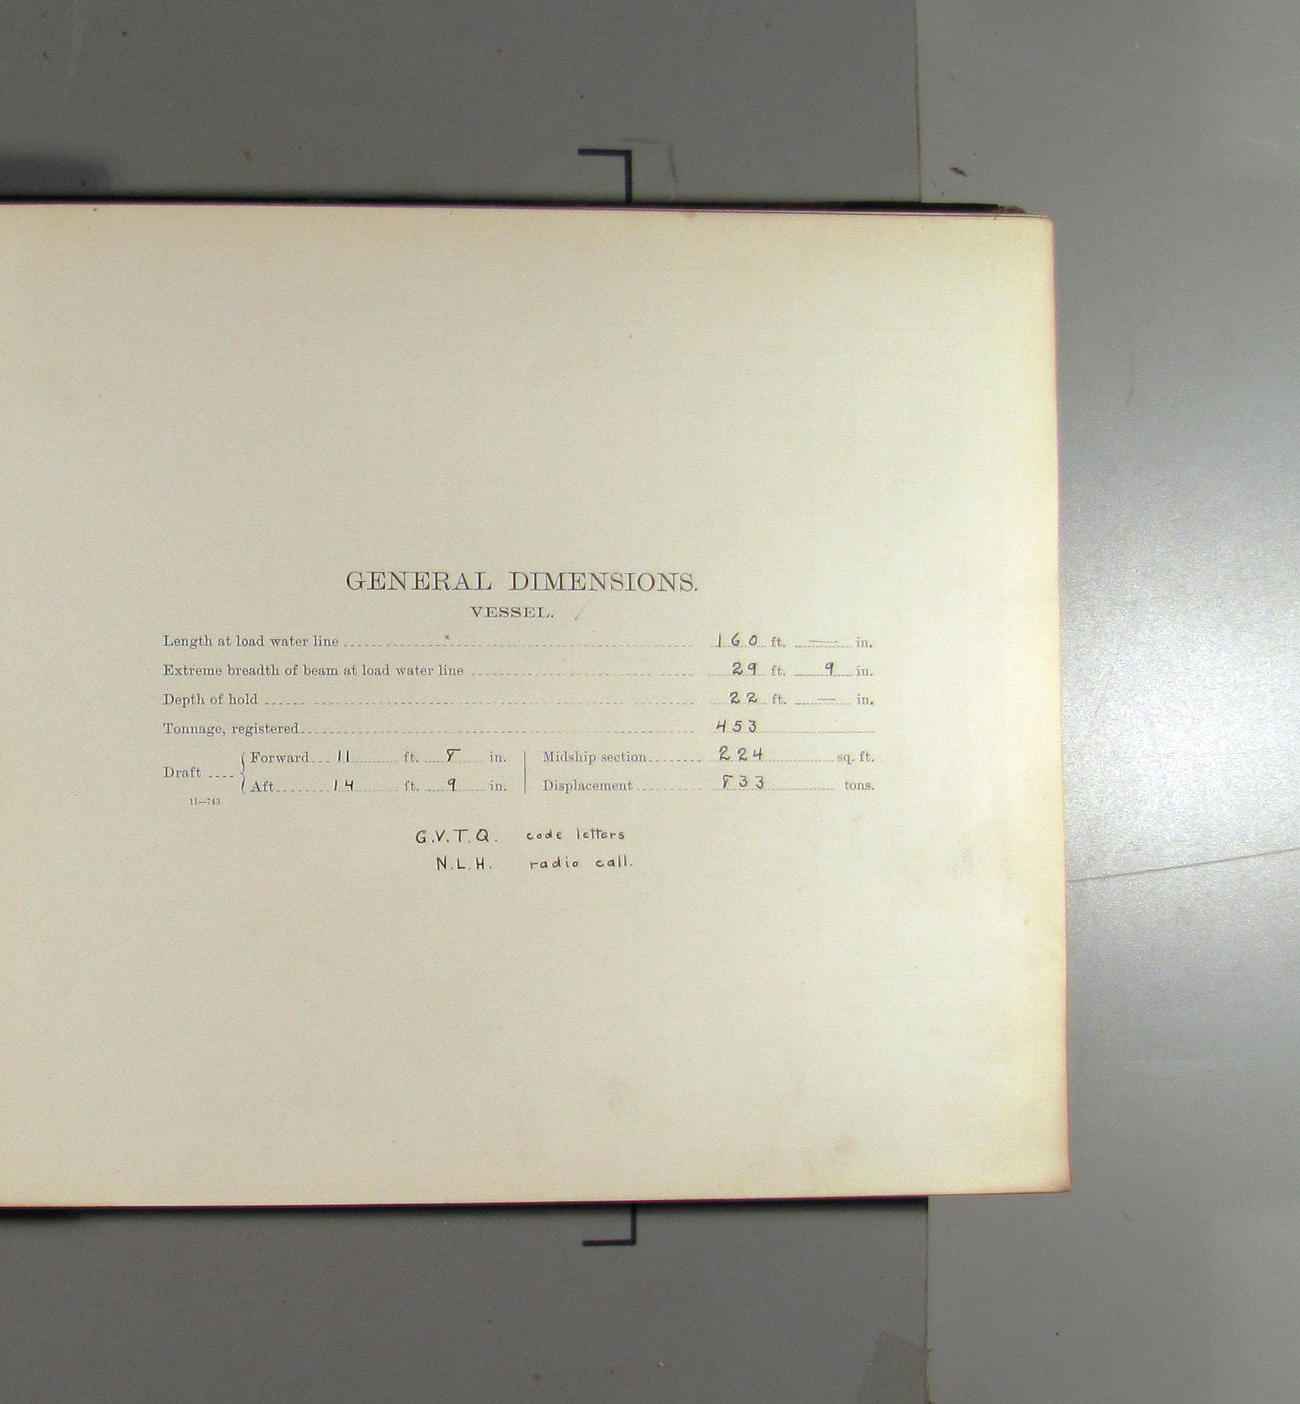 GENERAL DIMENSIONS.
VESSEL.
Length at load water line 160 ft. — in.
Extreme breadth of beam at load water line 29 ft. 9 in.
Depth of hold 22 ft. — in.
Tonnage, registered 453
Draft Forward 11 ft. 8 in. Midship section 224 sq. ft.
Aft 14 ft. 9 in. Displacement 833 tons.
11—743
G.V.T.Q. code letters
N.L.H. radio call.